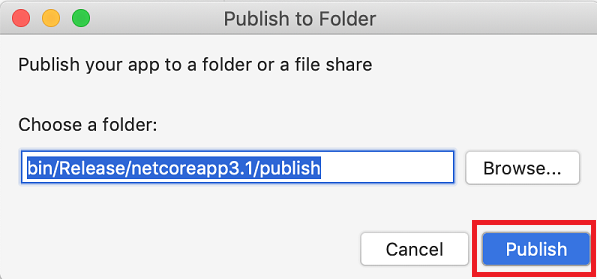 Publish to Folder
Publish your app to a folder or a file share
Choose a folder:
bin/Release/netcoreapp3.1/publish
Browse...
Cancel
Publish